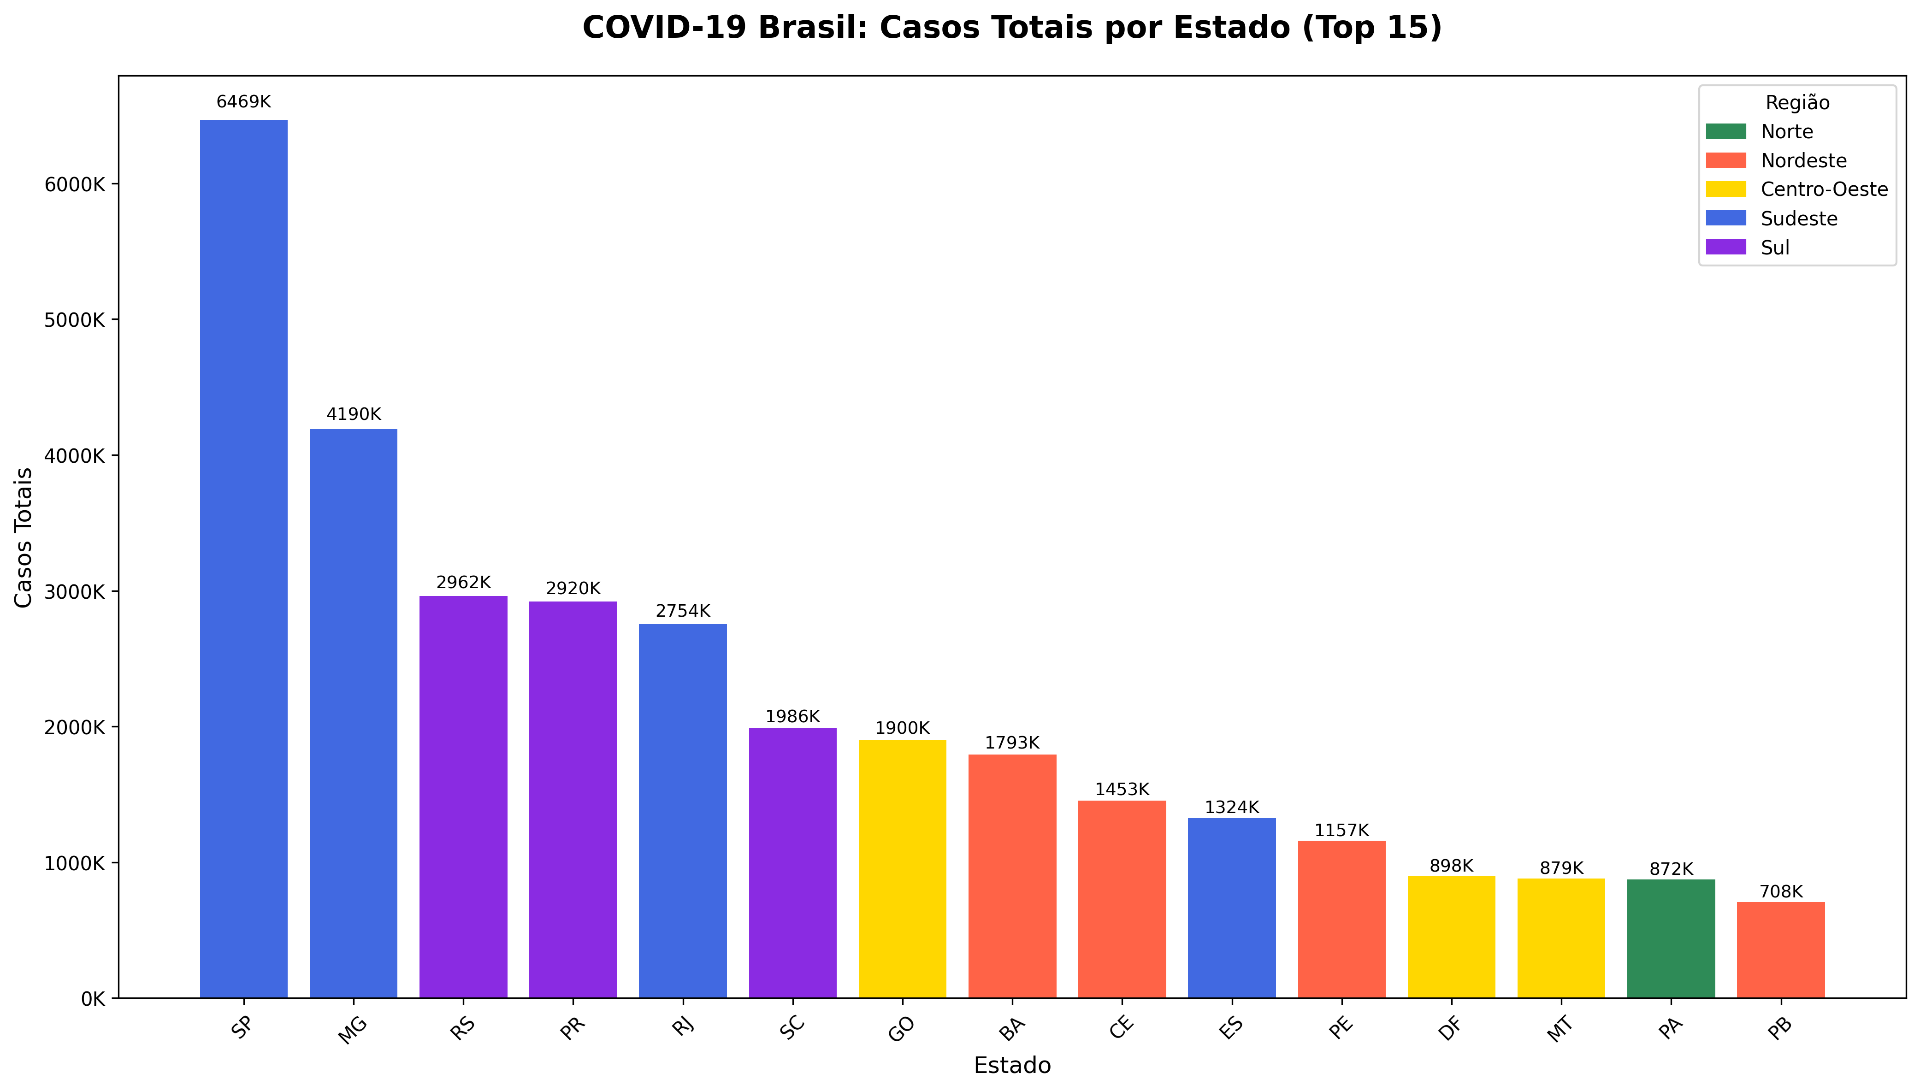 COVID-19 Brasil: Casos Totais por Estado (Top 15)
Região
Norte
Nordeste
Centro-Oeste
Sudeste
Sul
Casos Totais
6000K
5000K
4000K
3000K
2000K
1000K
0K
6469K
4190K
2962K
2920K
2754K
1986K
1900K
1793K
1453K
1324K
1157K
898K
879K
872K
708K
SP
MG
RS
PR
RJ
SC
GO
BA
CE
ES
PE
DF
MT
PA
PB
Estado